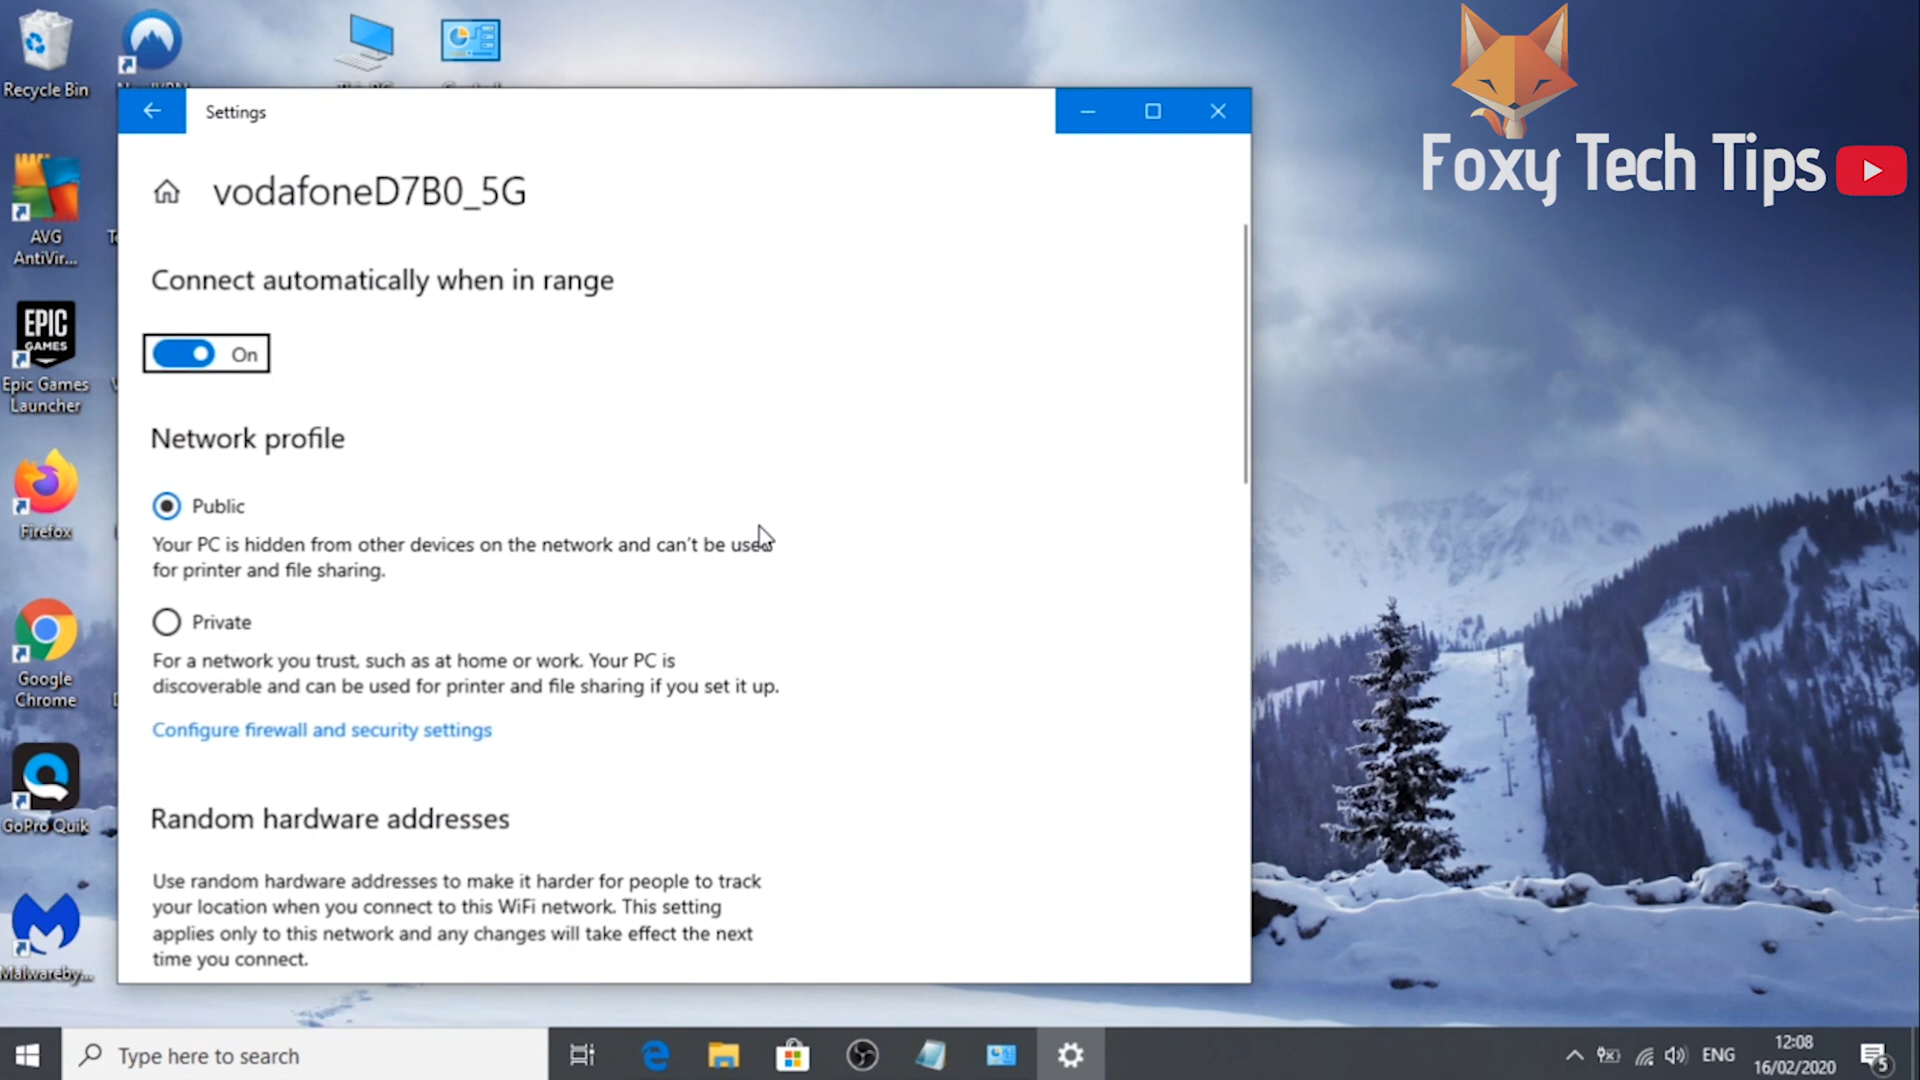 Recycle Bin
Foxy Tech Tips
Settings
vodafoneD7B0_5G
Connect automatically when in range
On
Network profile
Public
Your PC is hidden from other devices on the network and can't be used
for printer and file sharing.
Private
For a network you trust, such as at home or work. Your PC is
discoverable and can be used for printer and file sharing if you set it up.
Configure firewall and security settings
Random hardware addresses
Use random hardware addresses to make it harder for people to track
your location when you connect to this WiFi network. This setting
applies only to this network and any changes will take effect the next
time you connect.
AVG
AntiVir...
EPIC
GAMES
Epic Games
Launcher
Firefox
Google
Chrome
GoPro Quik
Malwareby...
Type here to search
ENG
12:08
16/02/2020
5